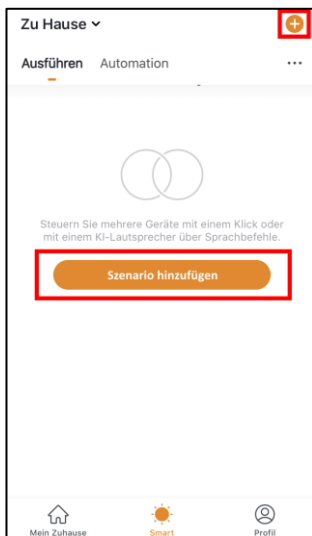 Zu Hause
Ausführen Automation
Steuern Sie mehrere Geräte mit einem Klick oder
mit einem KI-Lautsprecher über Sprachbefehle.
Szenario hinzufügen
Mein Zuhause Smart Profil